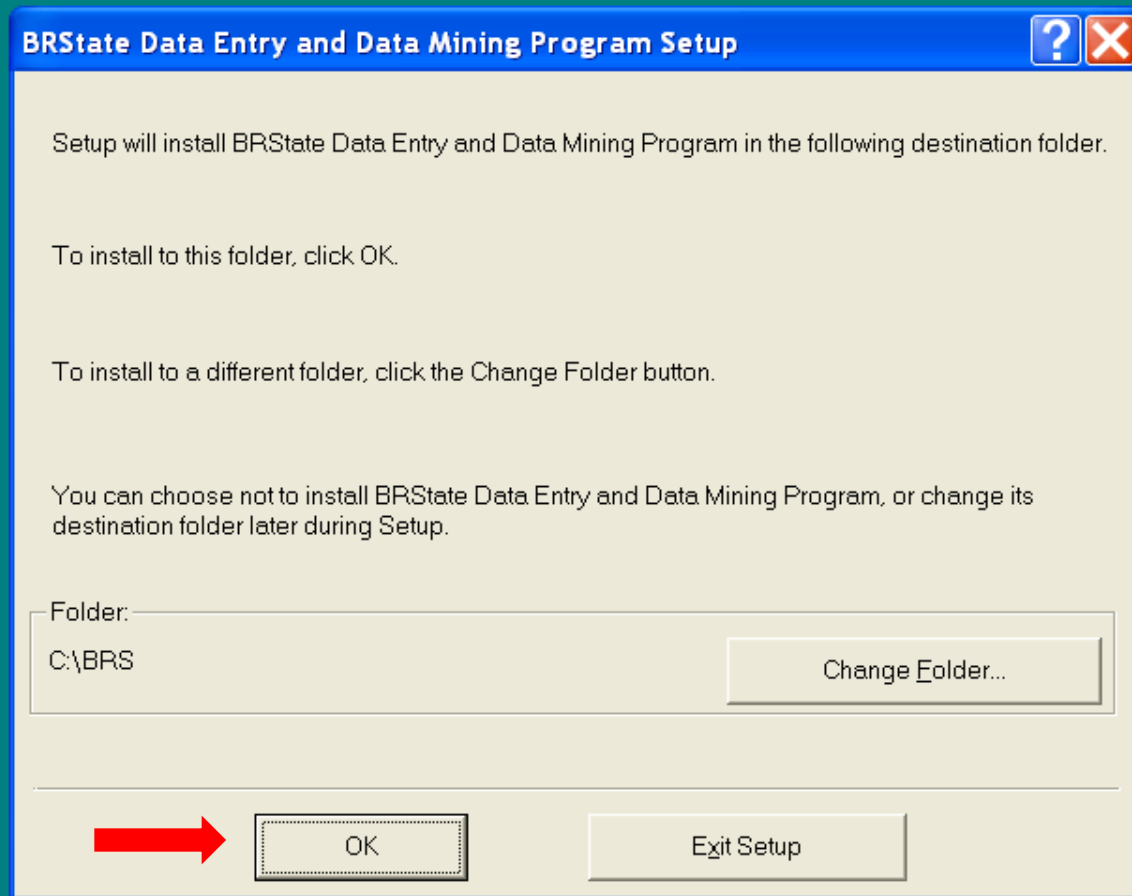 BRState Data Entry and Data Mining Program Setup
Setup will install BRState Data Entry and Data Mining Program in the following destination folder.
To install to this folder, click OK.
To install to a different folder, click the Change Folder button.
You can choose not to install BRState Data Entry and Data Mining Program, or change its
destination folder later during Setup.
Folder:
C:\BRS
Change Folder...
OK
Exit Setup